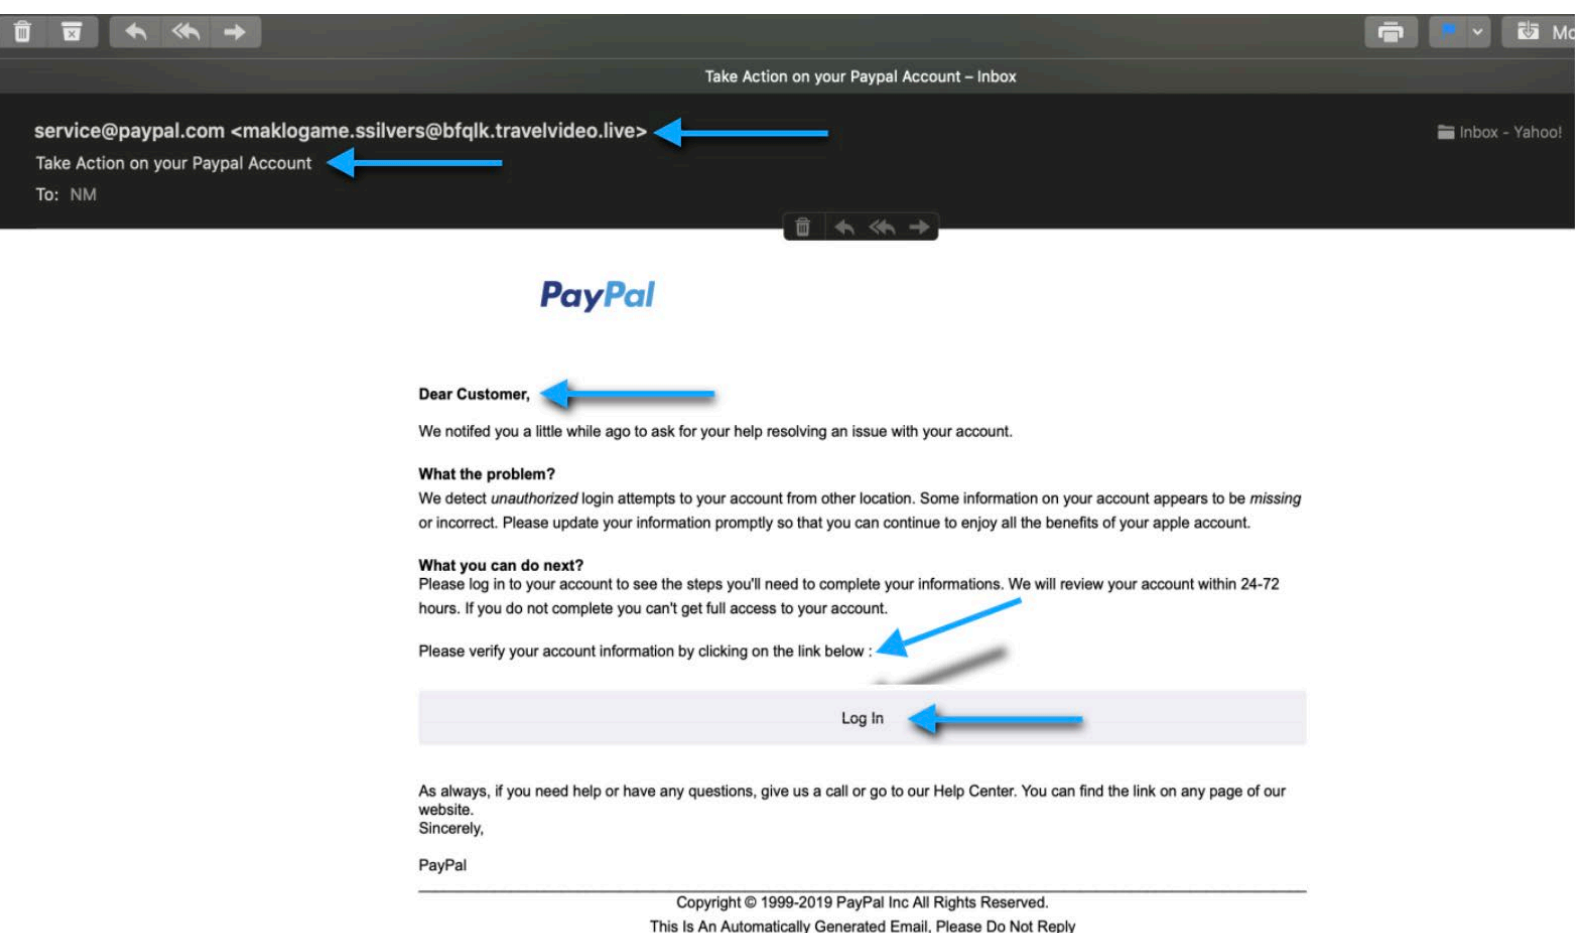 Mo
Take Action on your Paypal Account – Inbox
service@paypal.com <maklogame.ssilvers@bfqlk.travelvideo.live>
Inbox - Yahoo!
Take Action on your Paypal Account
To: NM
PayPal
Dear Customer,
We notifed you a little while ago to ask for your help resolving an issue with your account.
What the problem?
We detect unauthorized login attempts to your account from other location. Some information on your account appears to be missing
or incorrect. Please update your information promptly so that you can continue to enjoy all the benefits of your apple account.
What you can do next?
Please log in to your account to see the steps you'll need to complete your informations. We will review your account within 24-72
hours. If you do not complete you can't get full access to your account.
Please verify your account information by clicking on the link below :
Log In
As always, if you need help or have any questions, give us a call or go to our Help Center. You can find the link on any page of our
website.
Sincerely,
PayPal
Copyright © 1999-2019 PayPal Inc All Rights Reserved.
This Is An Automatically Generated Email, Please Do Not Reply